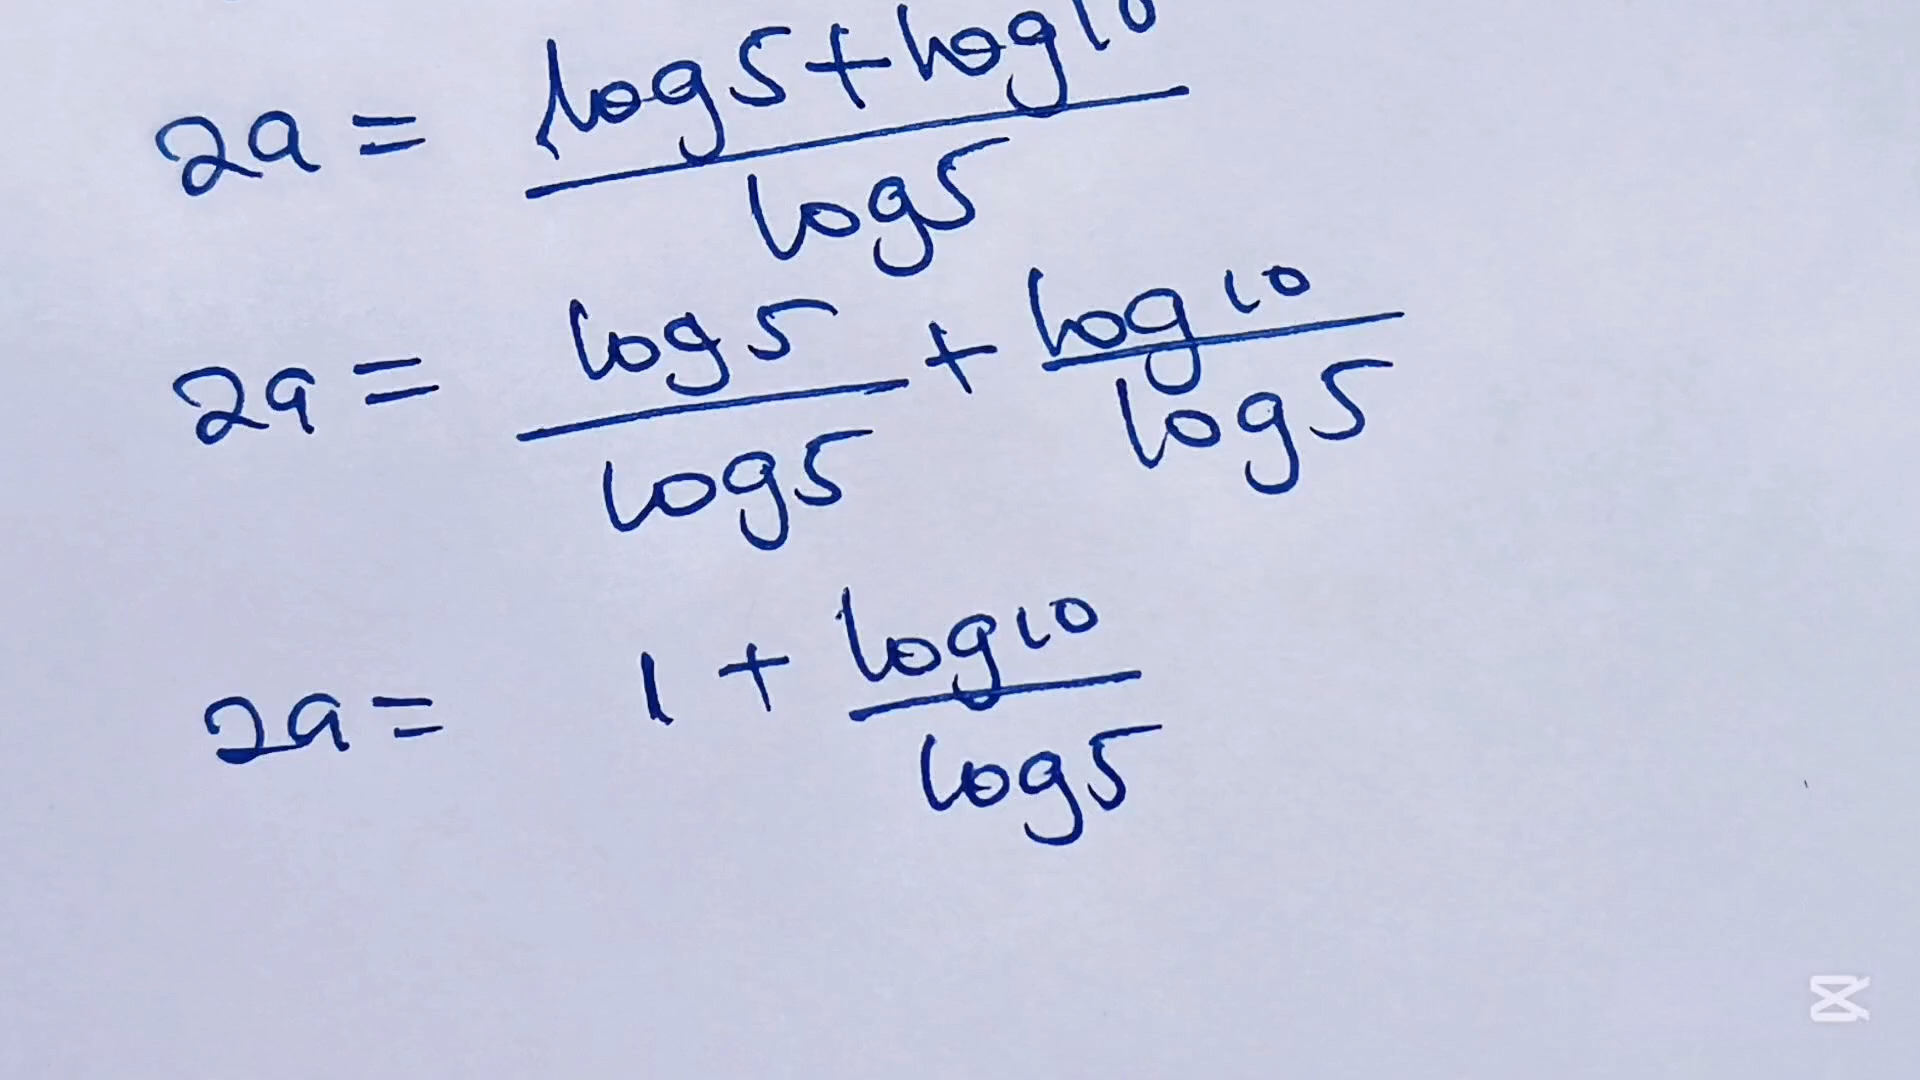 2a = (log5 + log10) / log5
2a = log5 / log5 + log10 / log5
2a = 1 + log10 / log5